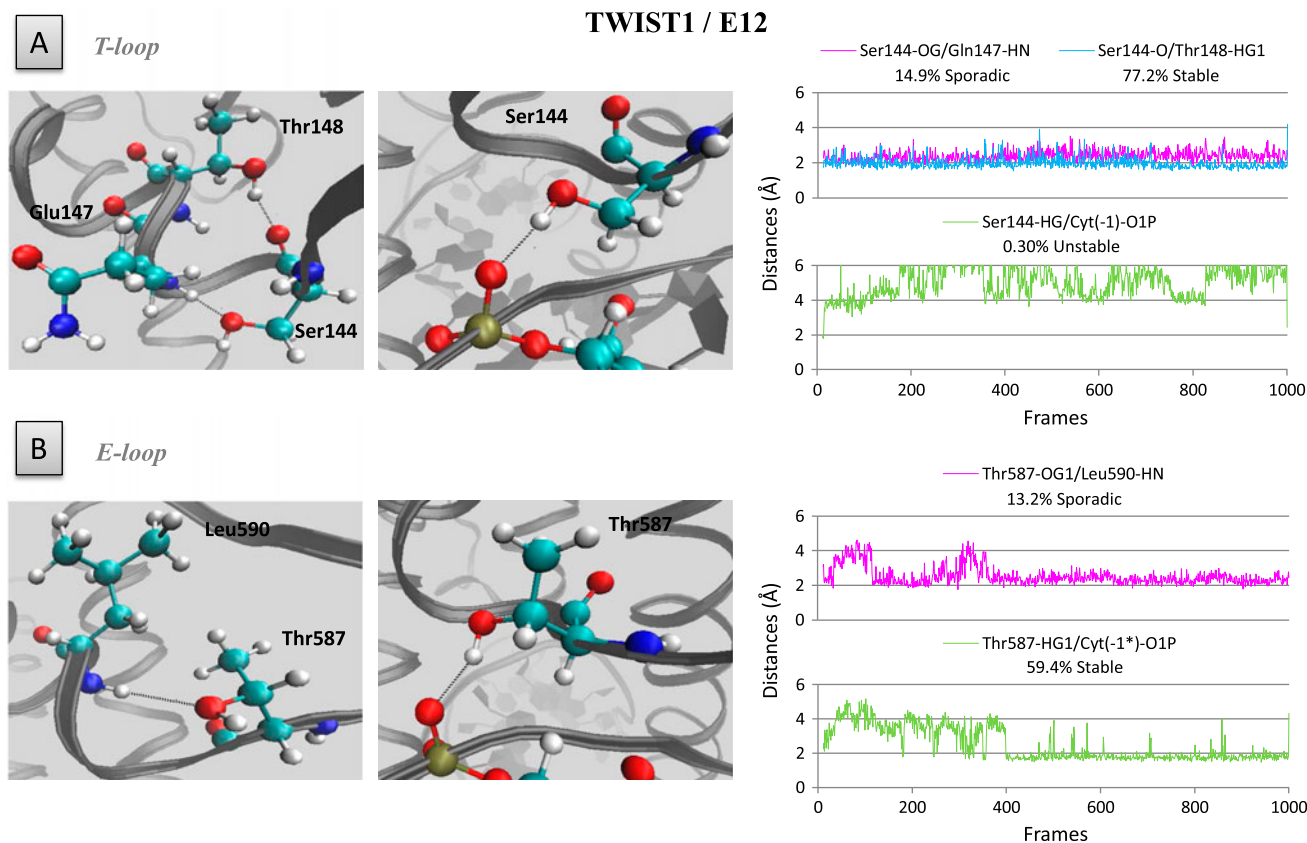 TWIST1 / E12
A
T-loop
Ser144-OG/Gln147-HN
14.9% Sporadic
Ser144-O/Thr148-HG1
77.2% Stable
Thr148
Glu147
Ser144
Ser144
6
4
2
0
Ser144-HG/Cyt(-1)-O1P
0.30% Unstable
Distances (Å)
6
4
2
0
0 200 400 600 800 1000
Frames
B
E-loop
Thr587-OG1/Leu590-HN
13.2% Sporadic
Leu590
Thr587
Thr587
6
4
2
0
Thr587-HG1/Cyt(-1*)-O1P
59.4% Stable
Distances (Å)
6
4
2
0
0 200 400 600 800 1000
Frames